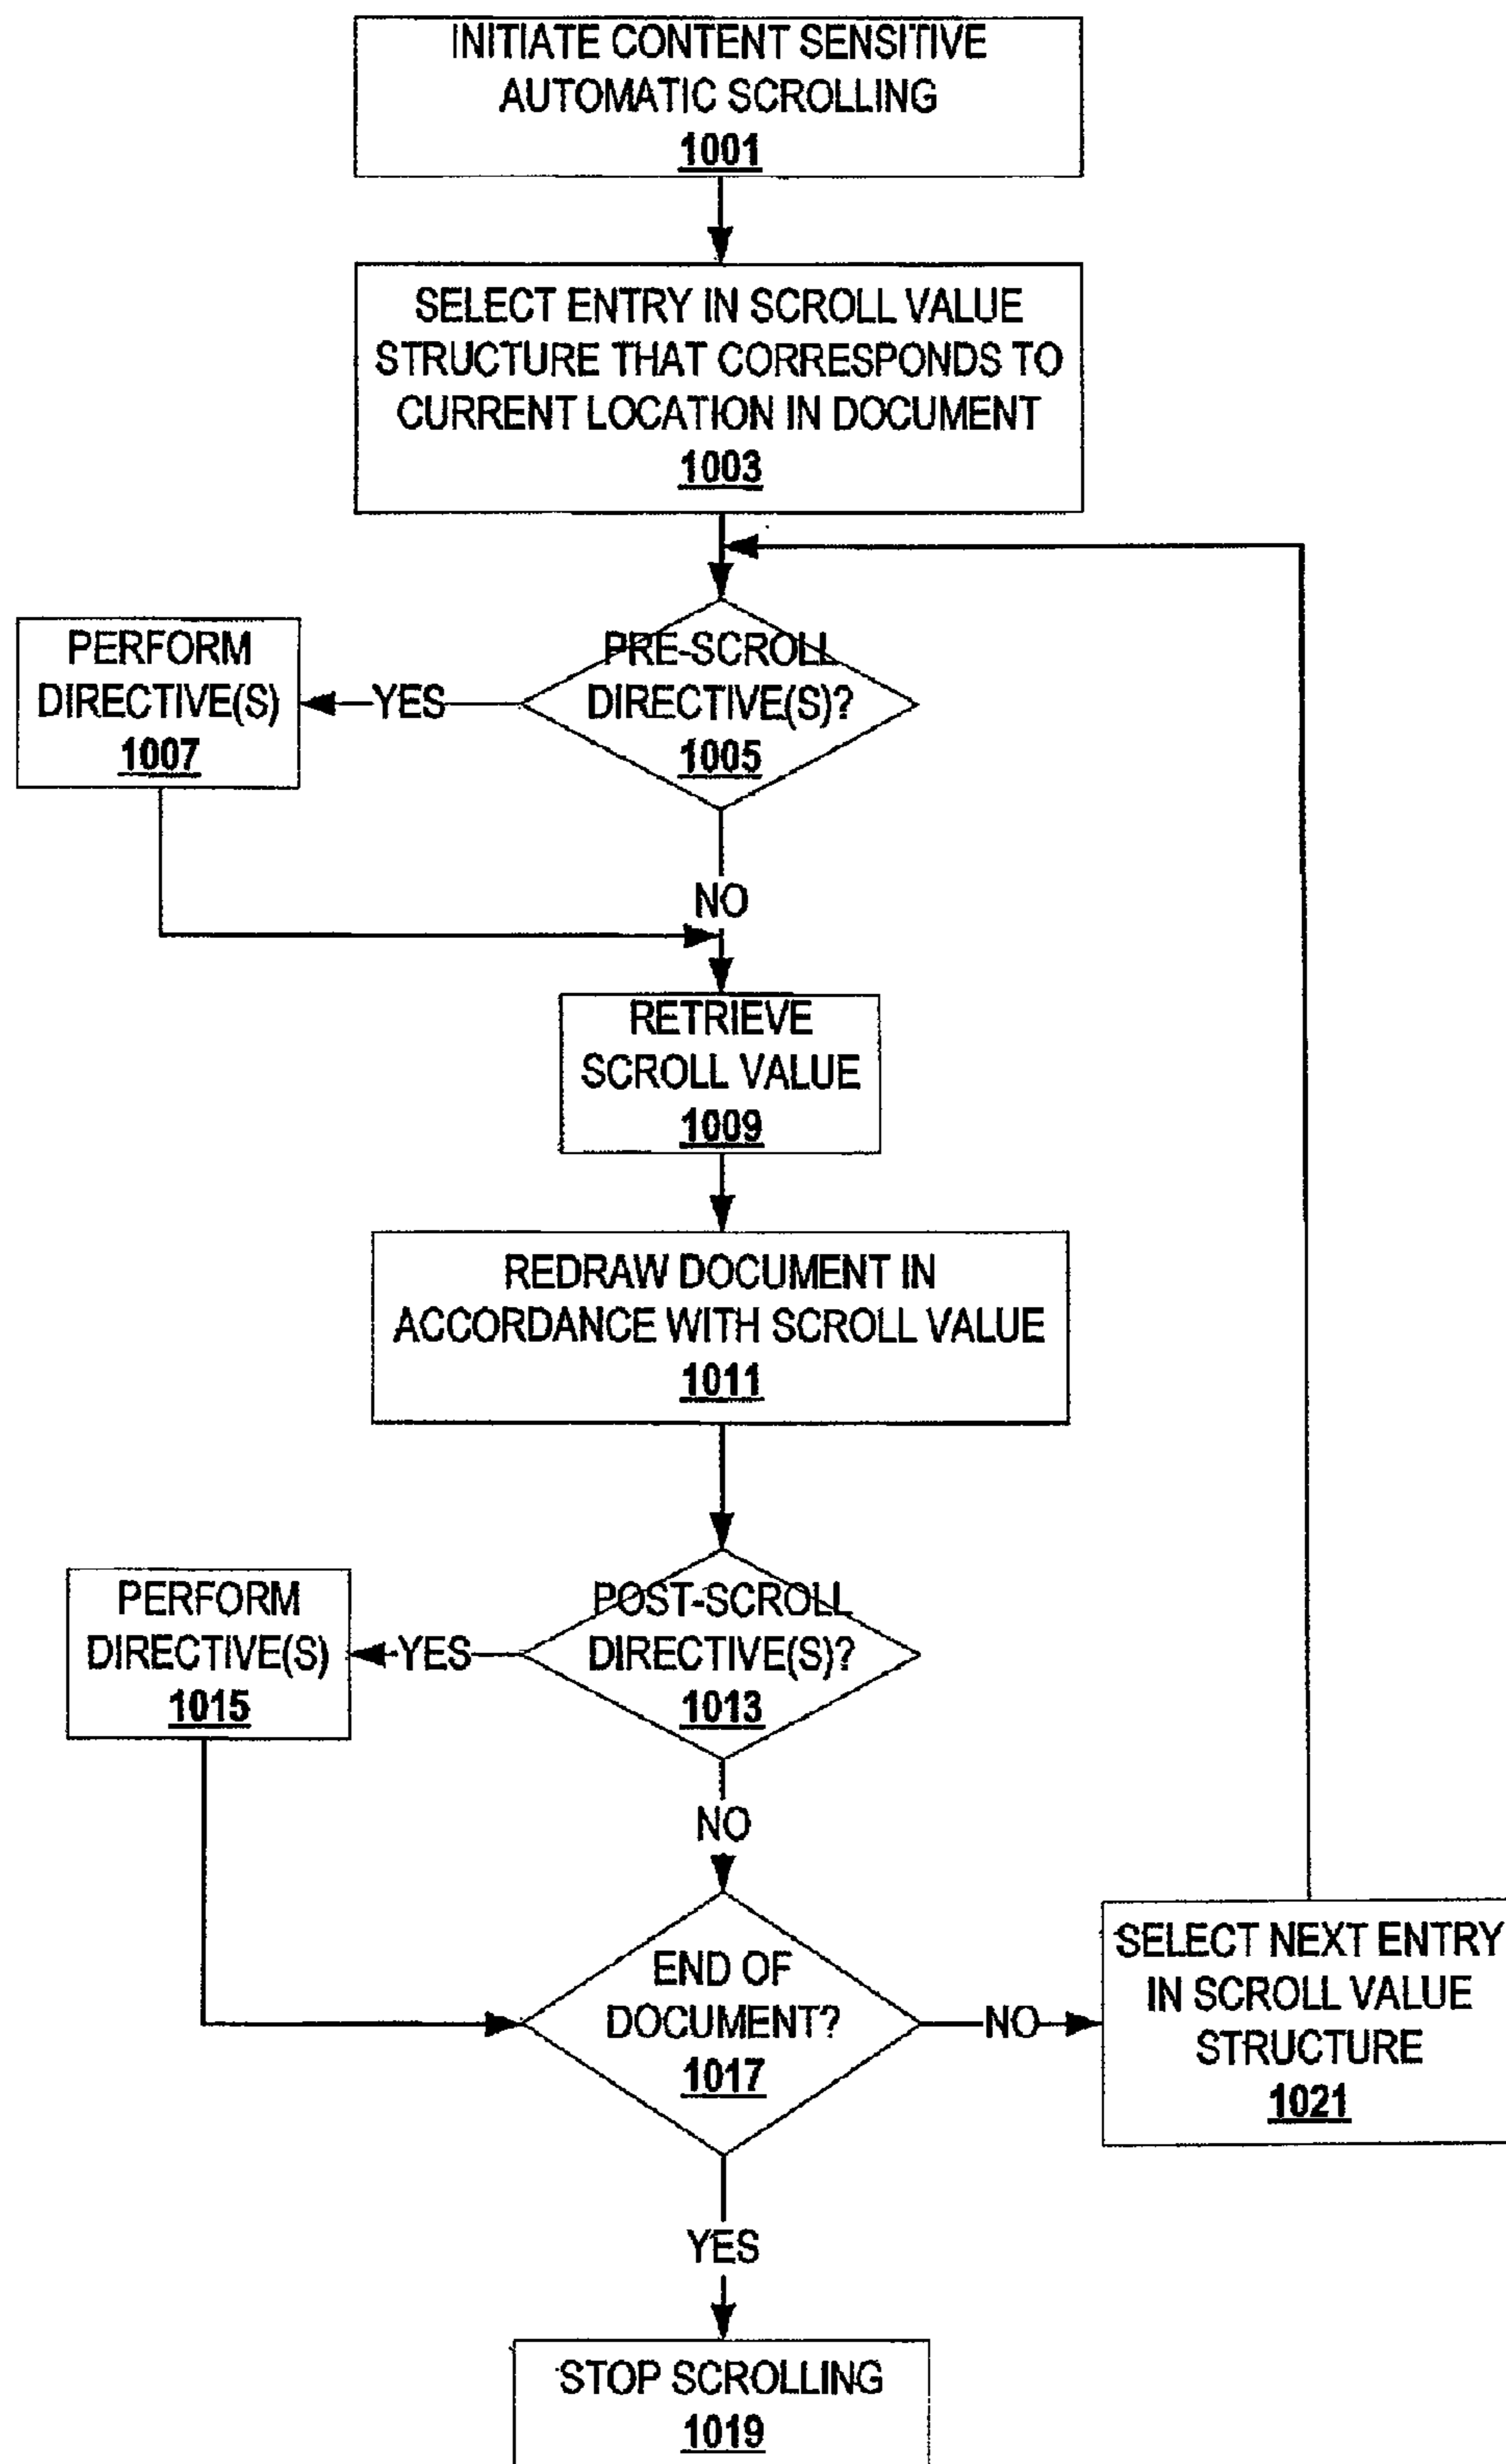 INITIATE CONTENT SENSITIVE
AUTOMATIC SCROLLING
1001
SELECT ENTRY IN SCROLL VALUE
STRUCTURE THAT CORRESPONDS TO
CURRENT LOCATION IN DOCUMENT
1003
PRE-SCROLL
DIRECTIVE(S)?
1005
YES
PERFORM
DIRECTIVE(S)
1007
NO
RETRIEVE
SCROLL VALUE
1009
REDRAW DOCUMENT IN
ACCORDANCE WITH SCROLL VALUE
1011
POST-SCROLL
DIRECTIVE(S)?
1013
YES
PERFORM
DIRECTIVE(S)
1015
NO
END OF
DOCUMENT?
1017
NO
SELECT NEXT ENTRY
IN SCROLL VALUE
STRUCTURE
1021
YES
STOP SCROLLING
1019